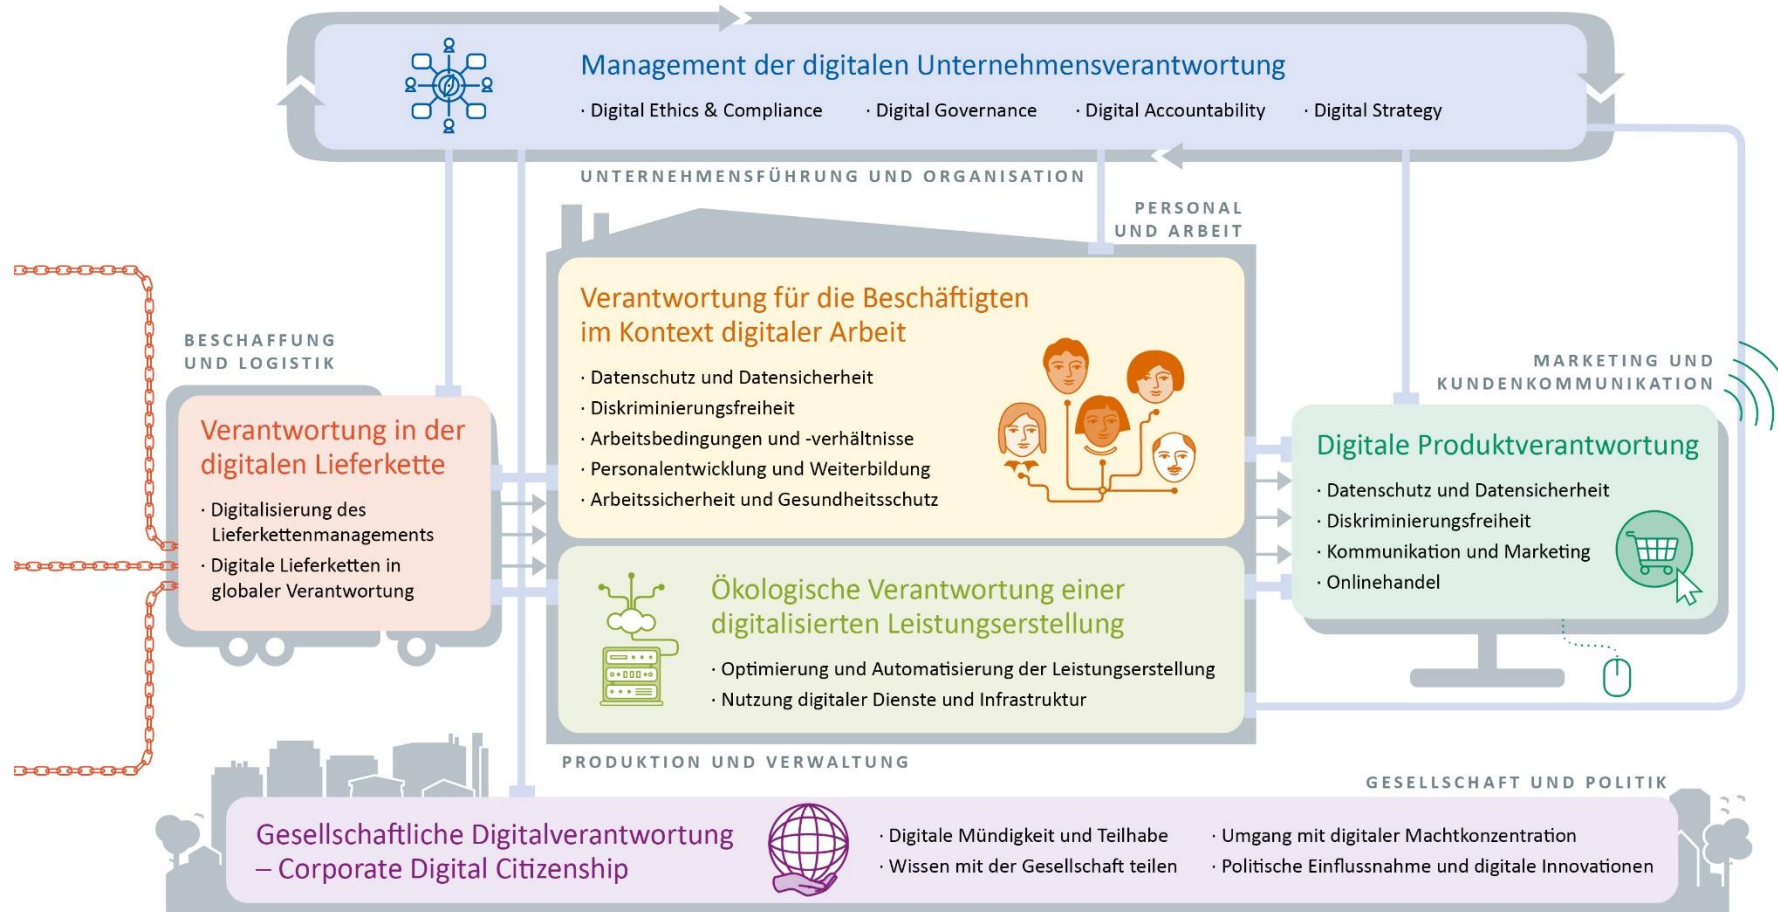 Management der digitalen Unternehmensverantwortung
· Digital Ethics & Compliance · Digital Governance · Digital Accountability · Digital Strategy
UNTERNEHMENSFÜHRUNG UND ORGANISATION
PERSONAL
UND ARBEIT
Verantwortung für die Beschäftigten
im Kontext digitaler Arbeit
· Datenschutz und Datensicherheit
· Diskriminierungsfreiheit
· Arbeitsbedingungen und -verhältnisse
· Personalentwicklung und Weiterbildung
· Arbeitssicherheit und Gesundheitsschutz
BESCHAFFUNG
UND LOGISTIK
Verantwortung in der
digitalen Lieferkette
· Digitalisierung des
Lieferkettenmanagements
· Digitale Lieferketten in
globaler Verantwortung
MARKETING UND
KUNDENKOMMUNIKATION
Digitale Produktverantwortung
· Datenschutz und Datensicherheit
· Diskriminierungsfreiheit
· Kommunikation und Marketing
· Onlinehandel
Ökologische Verantwortung einer
digitalisierten Leistungserstellung
· Optimierung und Automatisierung der Leistungserstellung
· Nutzung digitaler Dienste und Infrastruktur
PRODUKTION UND VERWALTUNG
GESELLSCHAFT UND POLITIK
Gesellschaftliche Digitalverantwortung
– Corporate Digital Citizenship
· Digitale Mündigkeit und Teilhabe
· Wissen mit der Gesellschaft teilen
· Umgang mit digitaler Machtkonzentration
· Politische Einflussnahme und digitale Innovationen